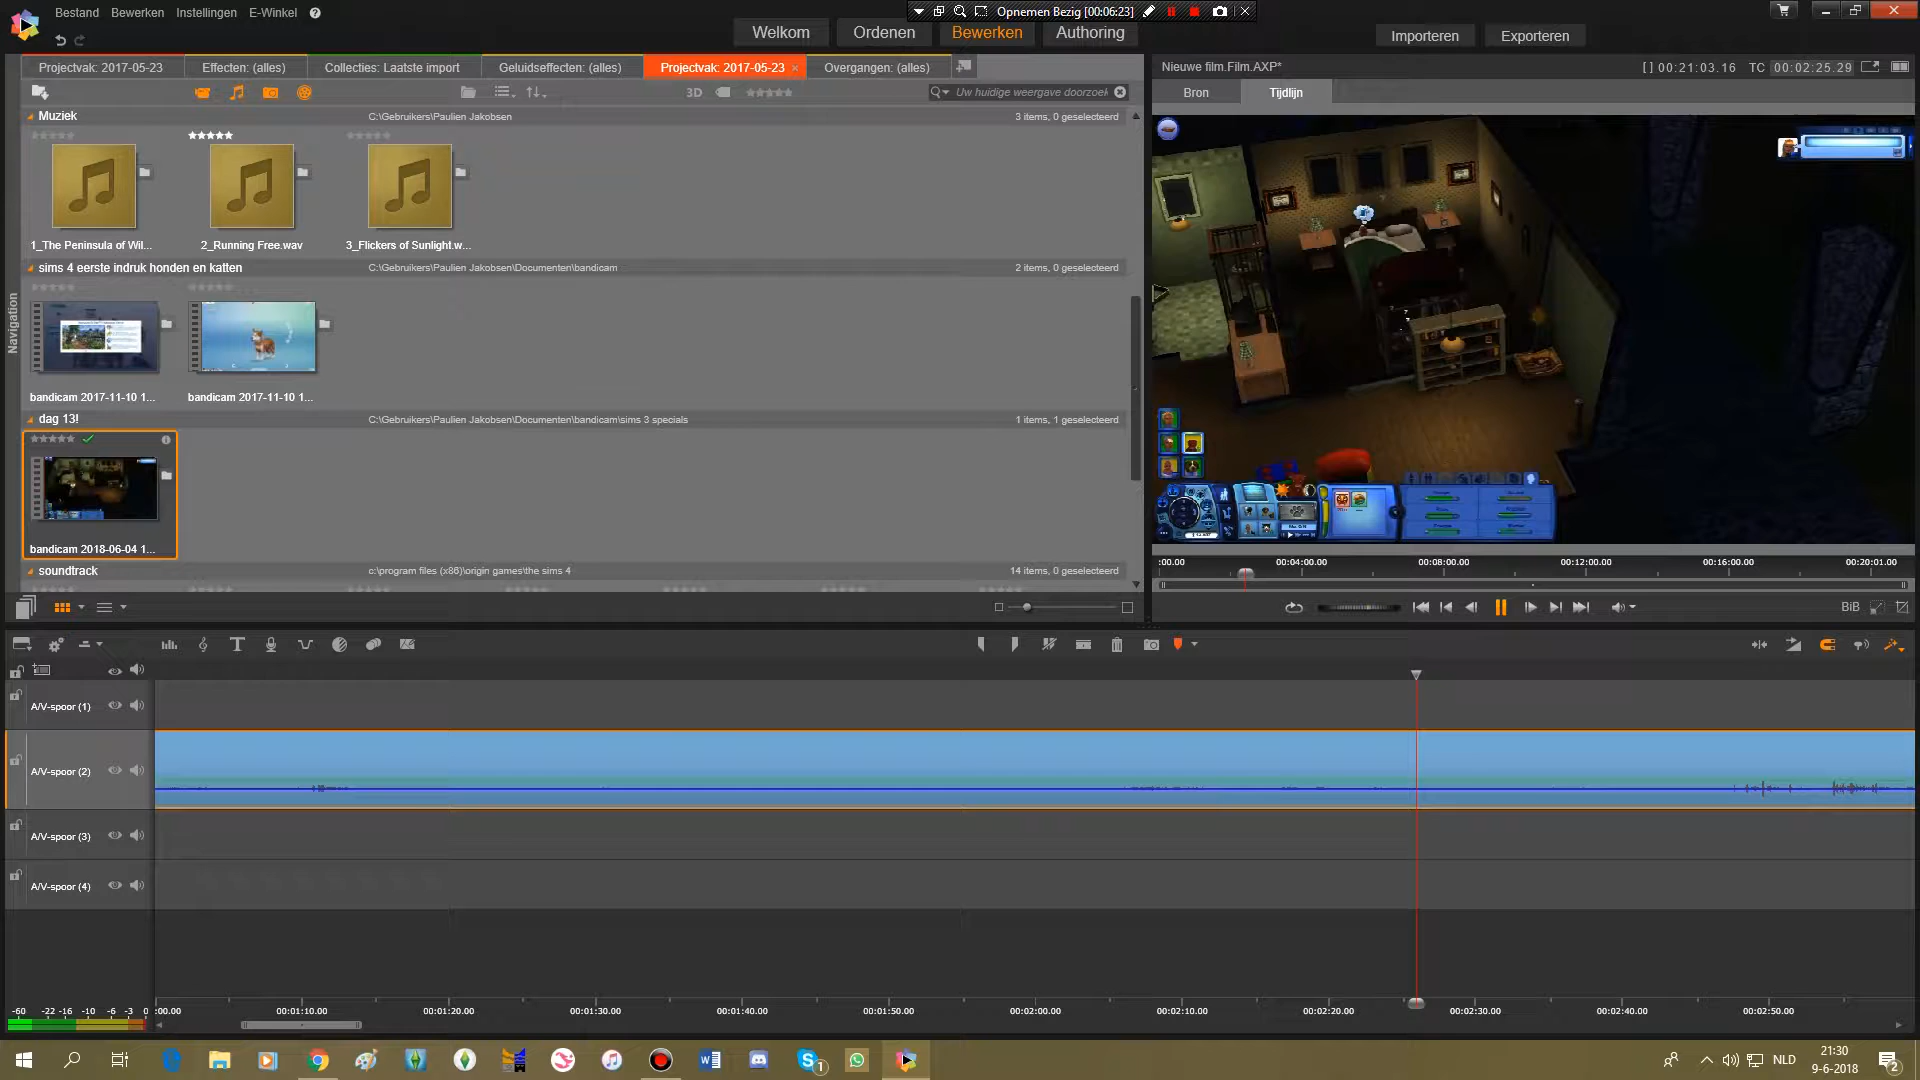 Bestand Bewerken Instellingen E-Winkel
Opnemen Bezig [00:06:23]
Welkom Ordenen Bewerken Authoring
Importeren Exporteren
Projectvak: 2017-05-23 Effecten: (alles) Collecties: Laatste import Geluidseffecten: (alles) Projectvak: 2017-05-23 Overgangen: (alles)
Nieuwe film.Film.AXP* [ ] 00:21:03.16 TC 00:02:25.29
Bron Tijdlijn
3D Uw huidige weergave doorzoek
Muziek C:\Gebruikers\Paulien Jakobsen 3 items, 0 geselecteerd
1_The Peninsula of Wil... 2_Running Free.wav 3_Flickers of Sunlight.w...
sims 4 eerste indruk honden en katten C:\Gebruikers\Paulien Jakobsen\Documenten\bandicam 2 items, 0 geselecteerd
Navigation
bandicam 2017-11-10 1... bandicam 2017-11-10 1...
dag 13! C:\Gebruikers\Paulien Jakobsen\Documenten\bandicam\sims 3 specials 1 items, 1 geselecteerd
bandicam 2018-06-04 1...
soundtrack c:\program files (x86)\origin games\the sims 4 14 items, 0 geselecteerd
:00.00 00:04:00.00 00:08:00.00 00:12:00.00 00:16:00.00 00:20:01.00
BiB
A/V-spoor (1)
A/V-spoor (2)
A/V-spoor (3)
A/V-spoor (4)
-60 -22 -16 -10 -6 -3 0
:00.00 00:01:10.00 00:01:20.00 00:01:30.00 00:01:40.00 00:01:50.00 00:02:00.00 00:02:10.00 00:02:20.00 00:02:30.00 00:02:40.00 00:02:50.00
1
NLD
21:30
9-6-2018
2